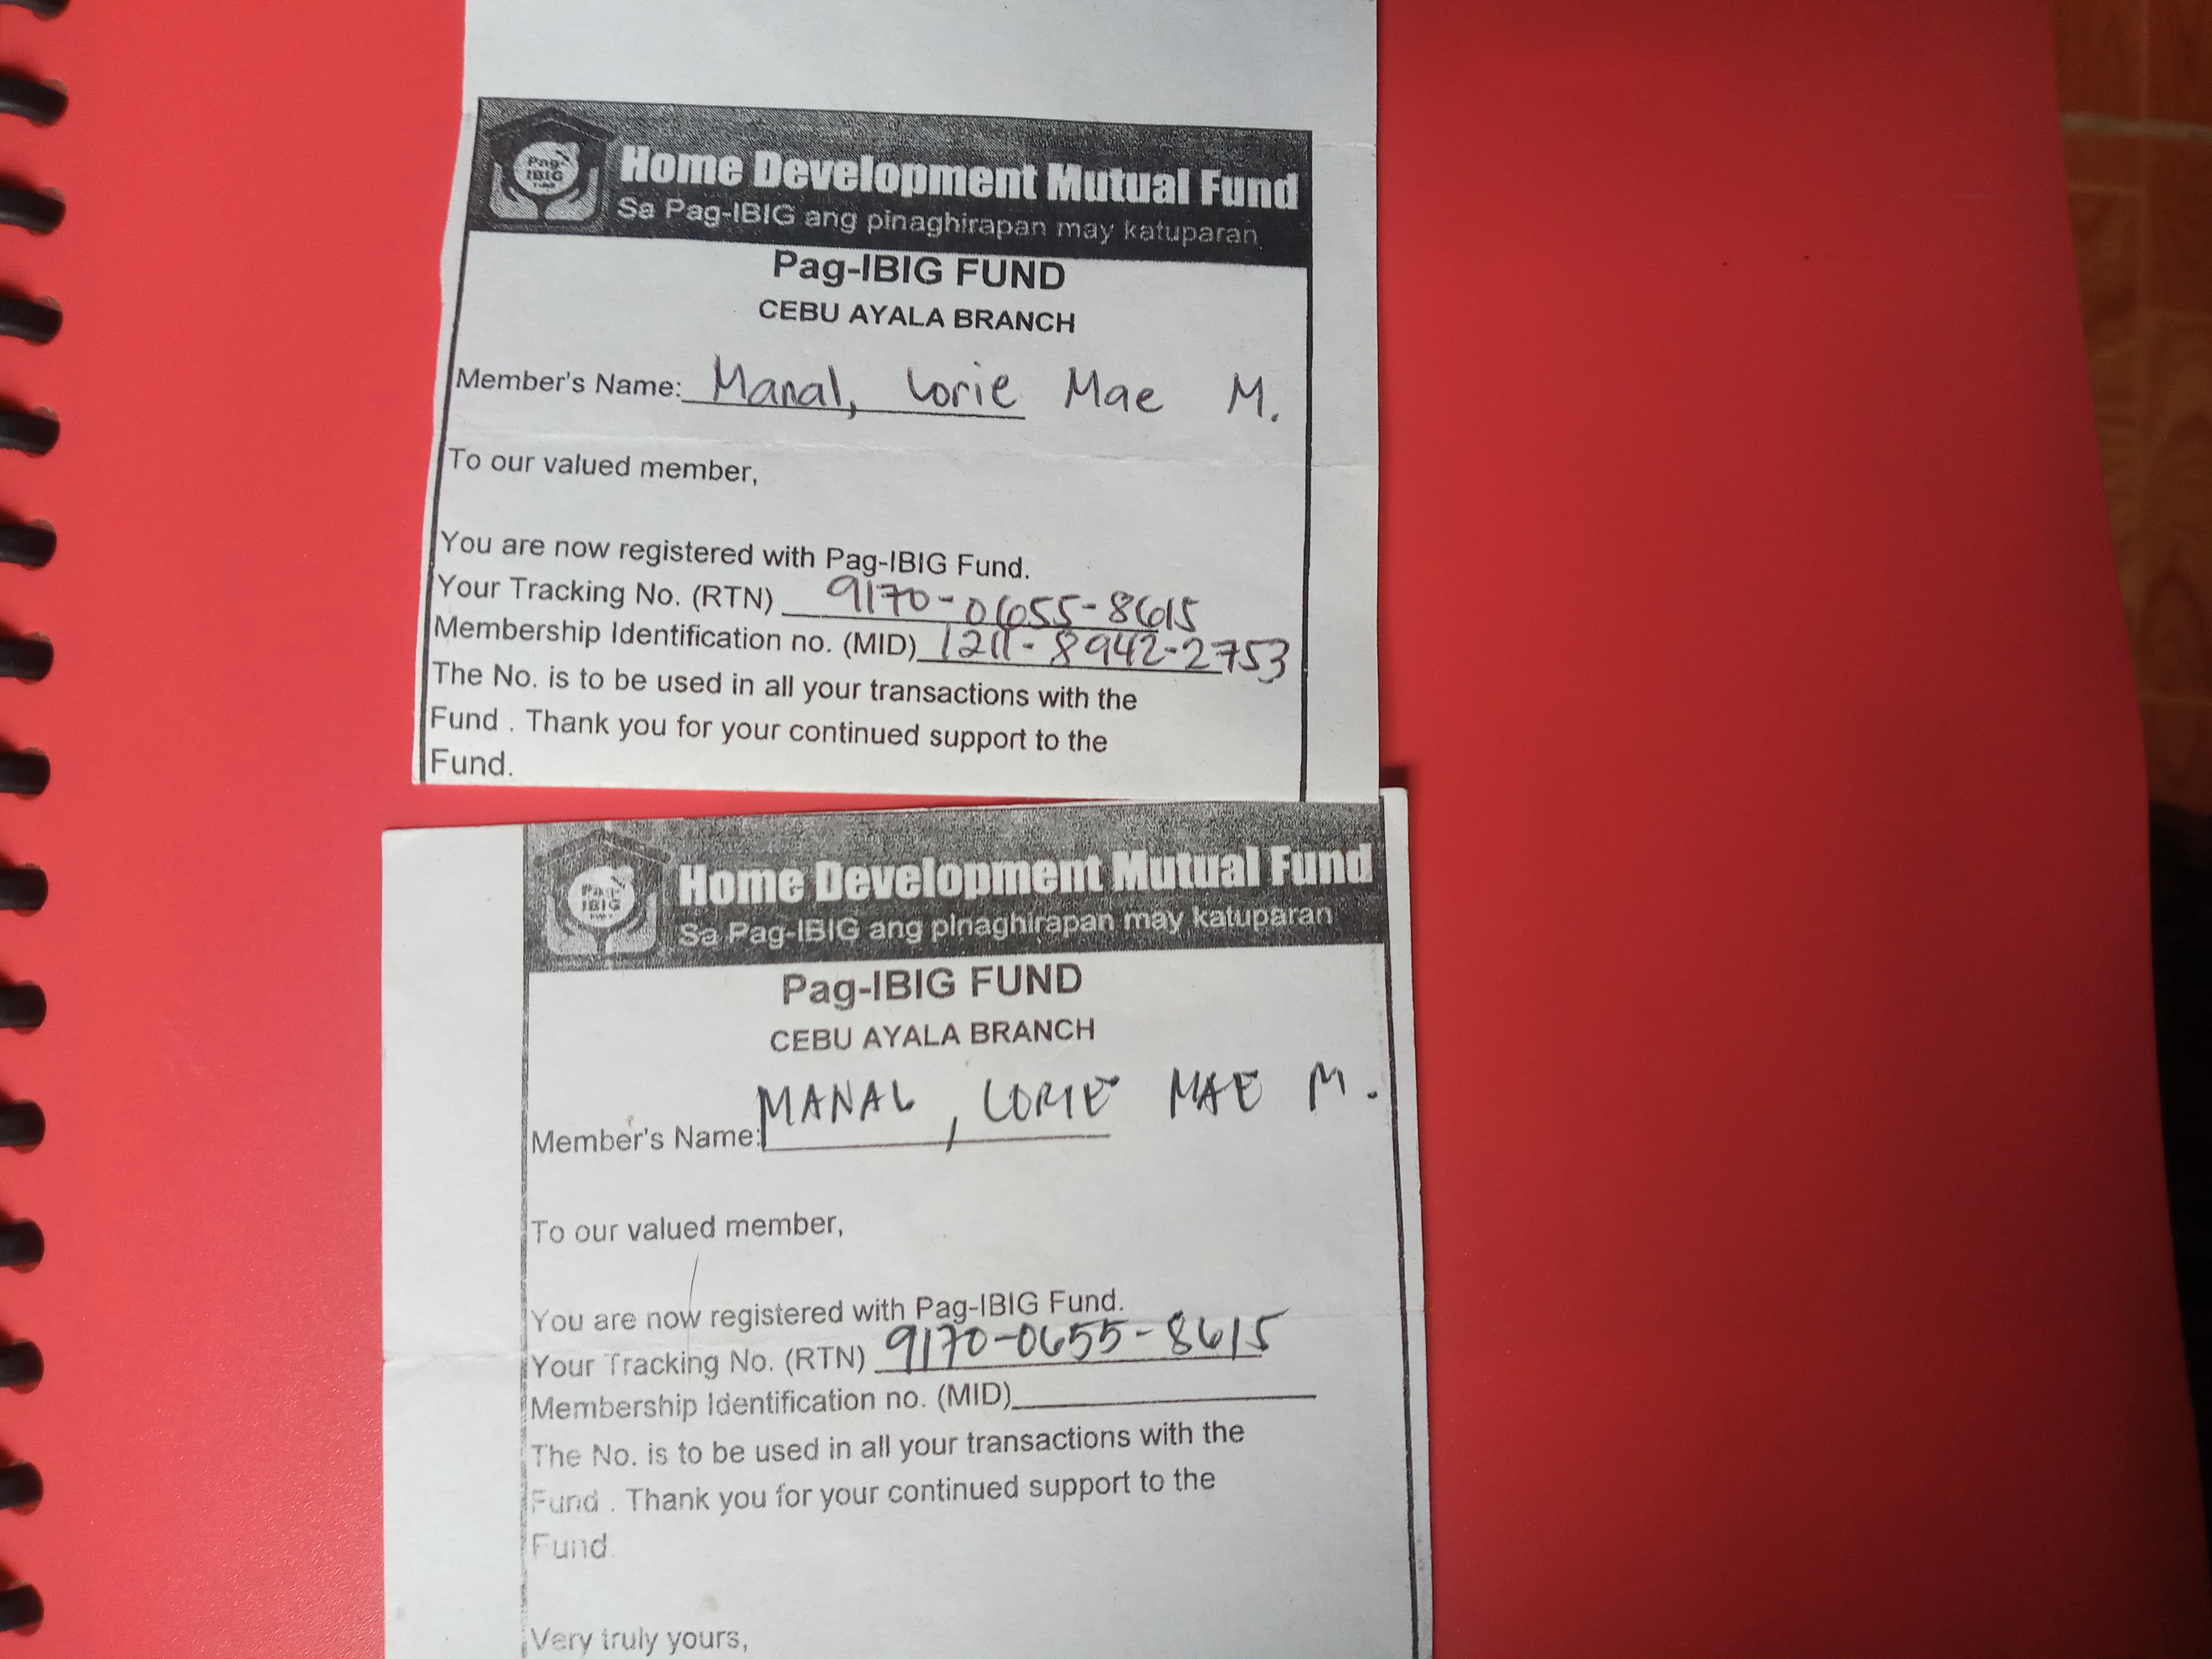 Pag-IBIG FUND
Home Development Mutual Fund
Sa Pag-IBIG ang pinaghirapan may katuparan
Pag-IBIG FUND
CEBU AYALA BRANCH
Member's Name: Manal, Lorie Mae M.
To our valued member,
You are now registered with Pag-IBIG Fund.
Your Tracking No. (RTN) 9170-0655-8615
Membership Identification no. (MID) 1211-8942-2753
The No. is to be used in all your transactions with the
Fund . Thank you for your continued support to the
Fund.
Pag-IBIG
Home Development Mutual Fund
Sa Pag-IBIG ang pinaghirapan may katuparan
Pag-IBIG FUND
CEBU AYALA BRANCH
Member's Name: MANAL, LORIE MAE M.
To our valued member,
You are now registered with Pag-IBIG Fund.
Your Tracking No. (RTN) 9170-0655-8615
Membership Identification no. (MID)
The No. is to be used in all your transactions with the
Fund . Thank you for your continued support to the
Fund.
Very truly yours,